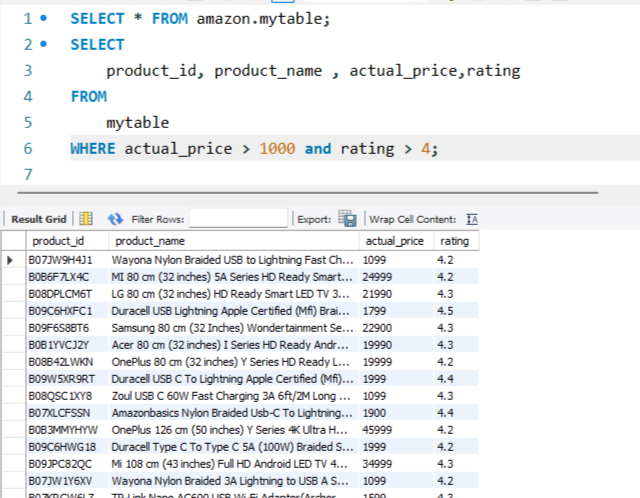 1 SELECT * FROM amazon.mytable;
2 SELECT
3 product_id, product_name , actual_price,rating
4 FROM
5 mytable
6 WHERE actual_price > 1000 and rating > 4;
7
Result Grid Filter Rows: Export: Wrap Cell Content: IA
product_id product_name actual_price rating
B07JW9H4J1 Wayona Nylon Braided USB to Lightning Fast Ch... 1099 4.2
B0B6F7LX4C MI 80 cm (32 inches) 5A Series HD Ready Smart... 24999 4.2
B08DPLCM6T LG 80 cm (32 inches) HD Ready Smart LED TV 3... 21990 4.3
B09C6HXFC1 Duracell USB Lightning Apple Certified (Mfi) Brai... 1799 4.5
B09F6S8BT6 Samsung 80 cm (32 Inches) Wondertainment Se... 22900 4.3
B0B1YVCJ2Y Acer 80 cm (32 inches) I Series HD Ready Andr... 19990 4.3
B08B42LWKN OnePlus 80 cm (32 inches) Y Series HD Ready L... 19999 4.2
B09W5XR9RT Duracell USB C To Lightning Apple Certified (Mfi)... 1999 4.4
B08QSC1XY8 Zoul USB C 60W Fast Charging 3A 6ft/2M Long ... 1099 4.3
B07XLCFSSN Amazonbasics Nylon Braided Usb-C To Lightning... 1900 4.4
B0B3MMYHYW OnePlus 126 cm (50 inches) Y Series 4K Ultra H... 45999 4.2
B09C6HWG18 Duracell Type C To Type C 5A (100W) Braided S... 1999 4.2
B09JPC82QC Mi 108 cm (43 inches) Full HD Android LED TV 4... 34999 4.3
B07JW1Y6XV Wayona Nylon Braided 3A Lightning to USB A S... 1099 4.2
B07KRCW6LZ TP-Link Nano AC600 USB Wi-Fi Adapter(Archer... 1599 4.3